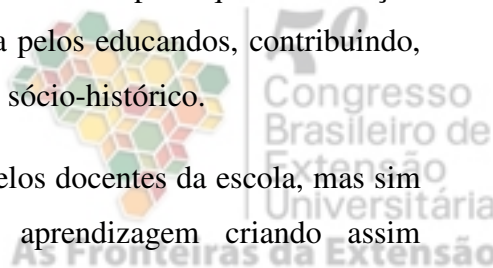 a pelos educandos, contribuindo,
sócio-histórico.
elos docentes da escola, mas sim
aprendizagem criando assim
5º
Congresso
Brasileiro de
Extensão
Universitária
As Fronteiras da Extensão